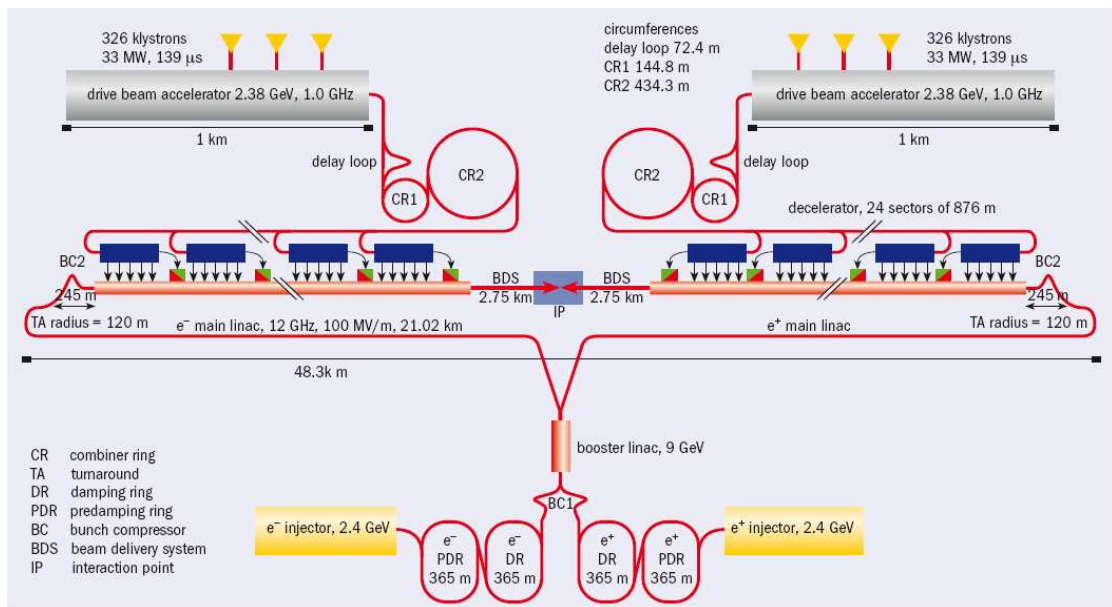 326 klystrons
33 MW, 139 μs
circumferences
delay loop 72.4 m
CR1 144.8 m
CR2 434.3 m
326 klystrons
33 MW, 139 μs
drive beam accelerator 2.38 GeV, 1.0 GHz
drive beam accelerator 2.38 GeV, 1.0 GHz
1 km
1 km
delay loop
CR2
CR1
CR2
CR1
delay loop
decelerator, 24 sectors of 876 m
BC2
BC2
245 m
BDS
2.75 km
IP
BDS
2.75 km
245 m
TA radius = 120 m
e⁻ main linac, 12 GHz, 100 MV/m, 21.02 km
e⁺ main linac
TA radius = 120 m
48.3k m
CR combiner ring
TA turnaround
DR damping ring
PDR predamping ring
BC bunch compressor
BDS beam delivery system
IP interaction point
booster linac, 9 GeV
BC1
e⁻ injector, 2.4 GeV
e⁻
PDR
365 m
e⁻
DR
365 m
e⁺
DR
365 m
e⁺
PDR
365 m
e⁺ injector, 2.4 GeV